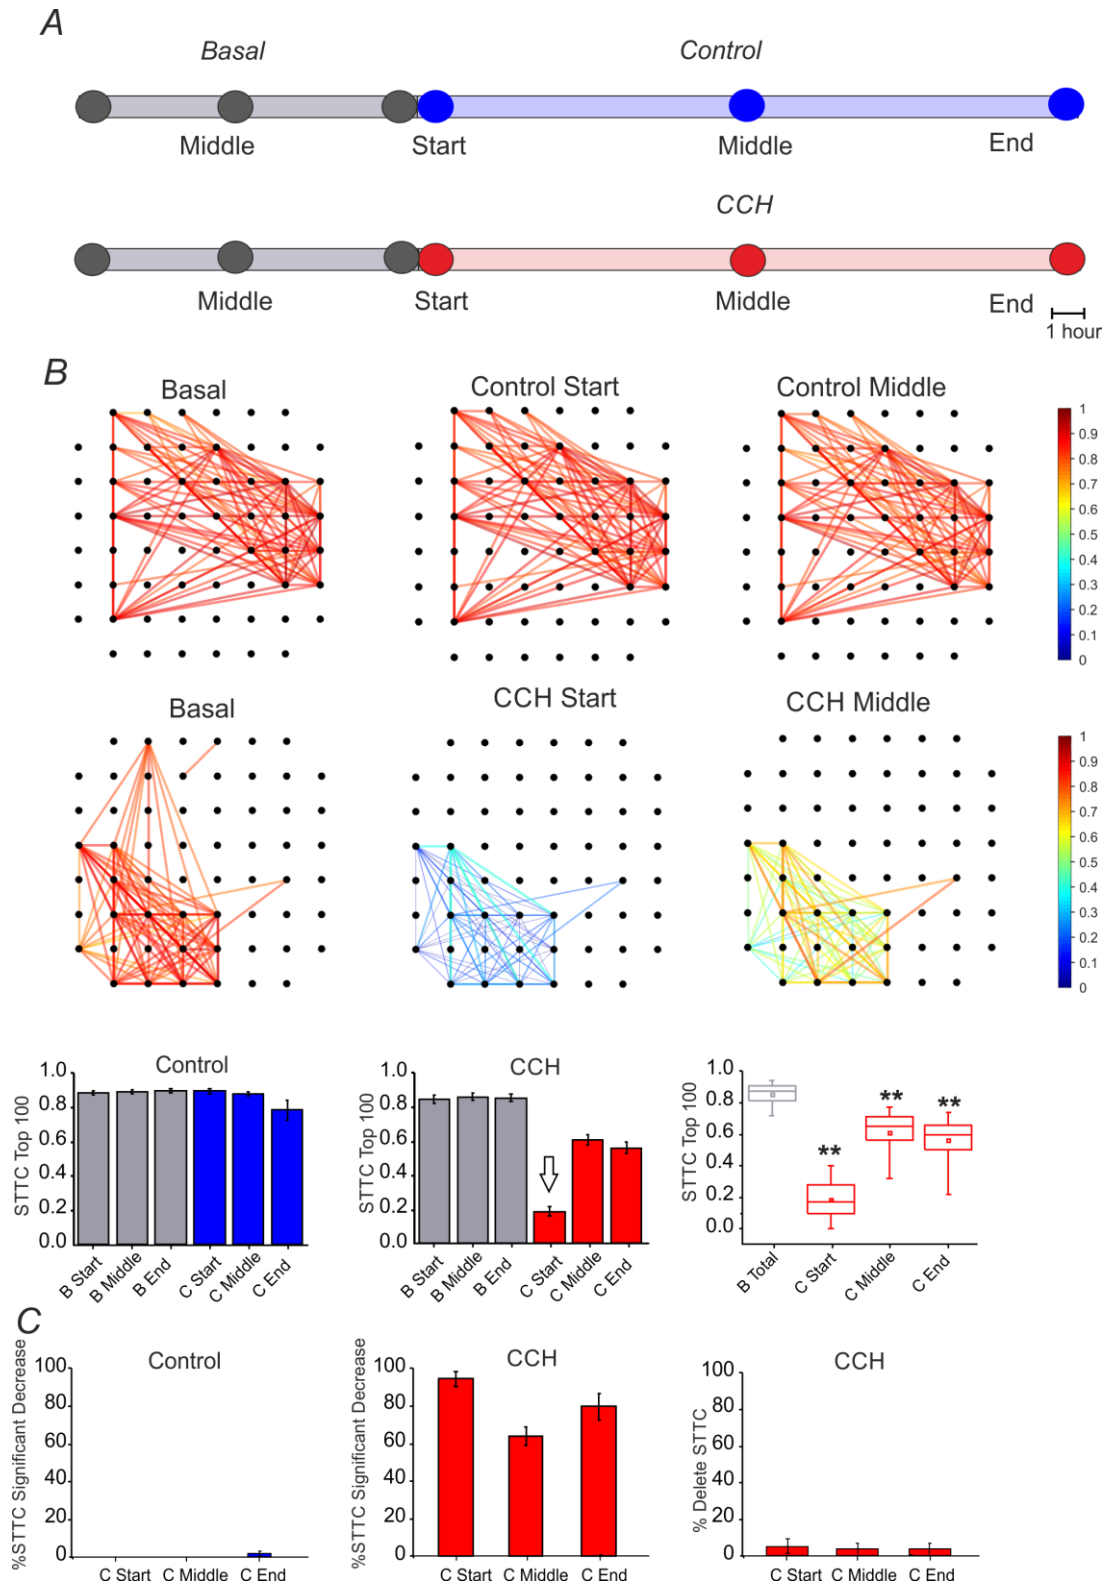 A
Basal
Control
Middle
Start
Middle
End
CCH
Middle
Start
Middle
End
1 hour
B
Basal
Control Start
Control Middle
1
0.9
0.8
0.7
0.6
0.5
0.4
0.3
0.2
0.1
0
Basal
CCH Start
CCH Middle
1
0.9
0.8
0.7
0.6
0.5
0.4
0.3
0.2
0.1
0
Control
STTC Top 100
1.0
0.8
0.6
0.4
0.2
0.0
B Start
B Middle
B End
C Start
C Middle
C End
CCH
STTC Top 100
1.0
0.8
0.6
0.4
0.2
0.0
B Start
B Middle
B End
C Start
C Middle
C End
STTC Top 100
1.0
0.8
0.6
0.4
0.2
0.0
**
**
**
B Total
C Start
C Middle
C End
C
Control
%STTC Significant Decrease
100
80
60
40
20
0
C Start
C Middle
C End
CCH
%STTC Significant Decrease
100
80
60
40
20
0
C Start
C Middle
C End
CCH
% Delete STTC
100
80
60
40
20
0
C Start
C Middle
C End